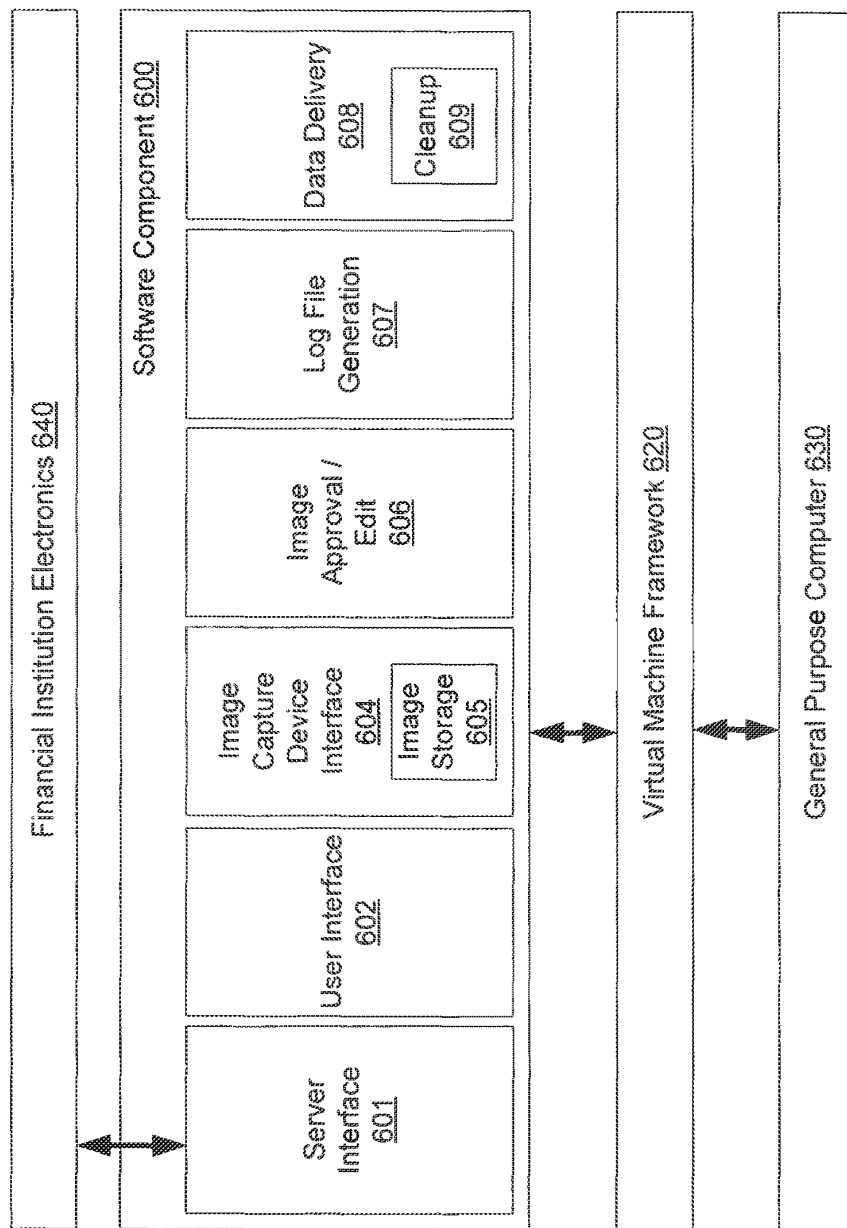 Financial Institution Electronics 640
Software Component 600
Server
Interface
601
User Interface
602
Image
Capture
Device
Interface
604
Image
Storage
605
Image
Approval /
Edit
606
Log File
Generation
607
Data Delivery
608
Cleanup
609
Virtual Machine Framework 620
General Purpose Computer 630